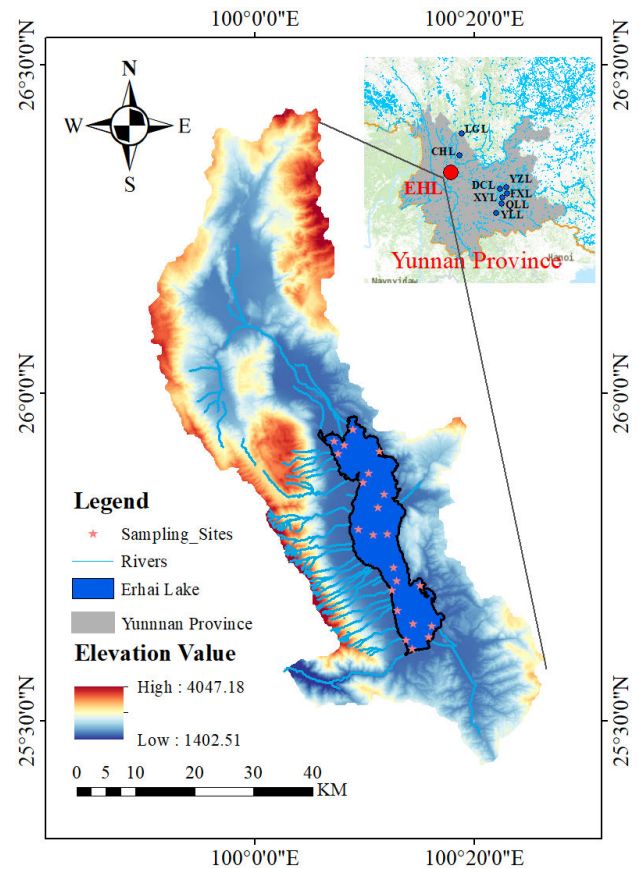 100°0'0"E 100°20'0"E
26°30'0"N
26°0'0"N
25°30'0"N
26°30'0"N
26°0'0"N
25°30'0"N
N
W E
S
LGL
CHL
EHL
DCL YZL
XYL FXL
QLL
YLL
Yunnan Province
Hanoi
Naypyidaw
Legend
Sampling_Sites
Rivers
Erhai Lake
Yunnnan Province
Elevation Value
High : 4047.18
Low : 1402.51
0 5 10 20 30 40
KM
100°0'0"E 100°20'0"E